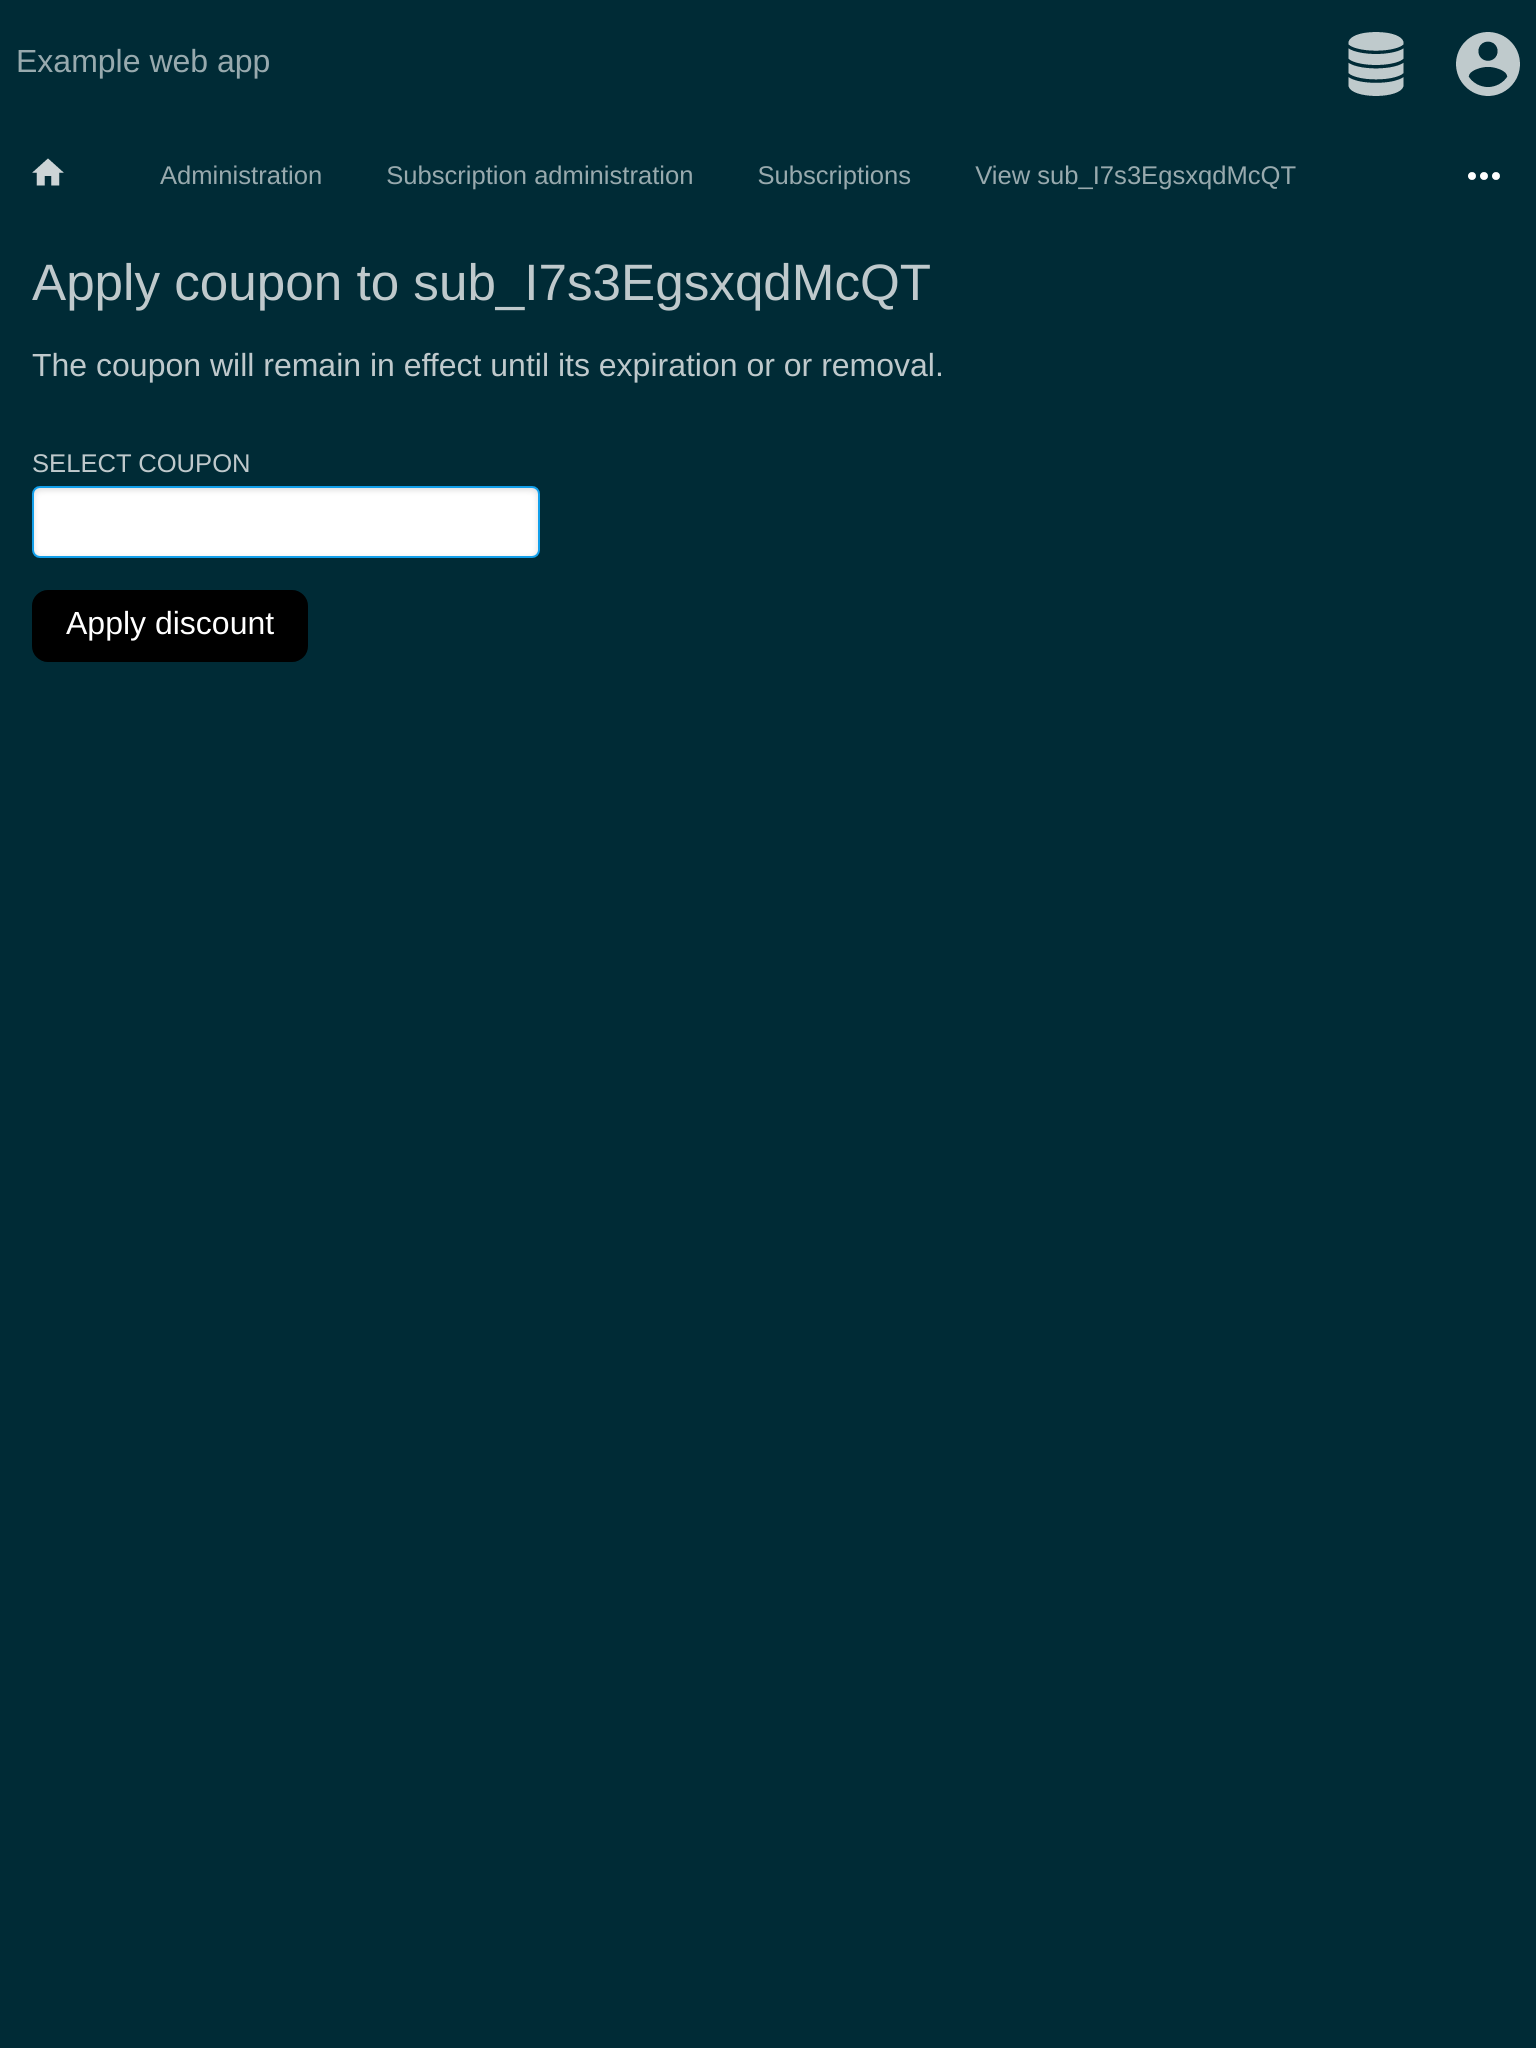 Example web app
Administration Subscription administration Subscriptions View sub_I7s3EgsxqdMcQT
Apply coupon to sub_I7s3EgsxqdMcQT
The coupon will remain in effect until its expiration or or removal.
SELECT COUPON
Apply discount